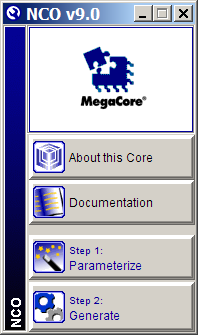 NCO v9.0
MegaCore®
About this Core
Documentation
Step 1:
Parameterize
Step 2:
Generate
NCO